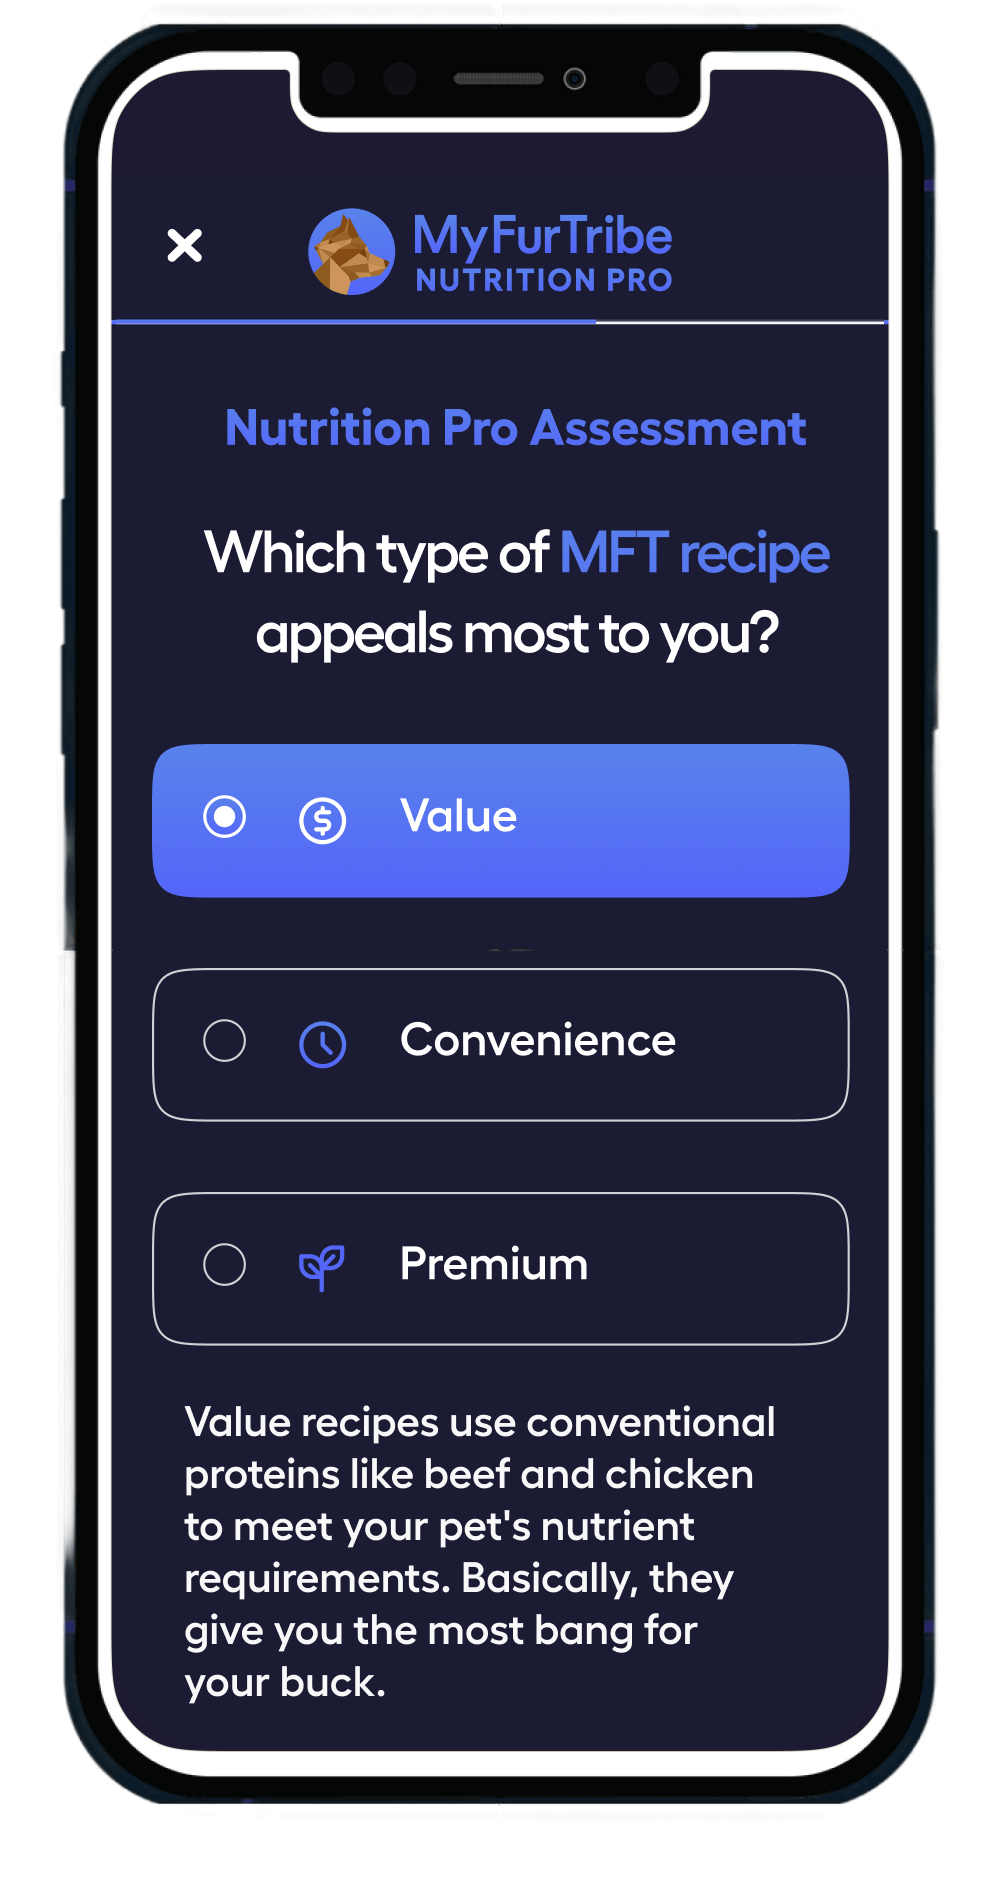 MyFurTribe
NUTRITION PRO
Nutrition Pro Assessment
Which type of MFT recipe
appeals most to you?
Value
Convenience
Premium
Value recipes use conventional
proteins like beef and chicken
to meet your pet's nutrient
requirements. Basically, they
give you the most bang for
your buck.